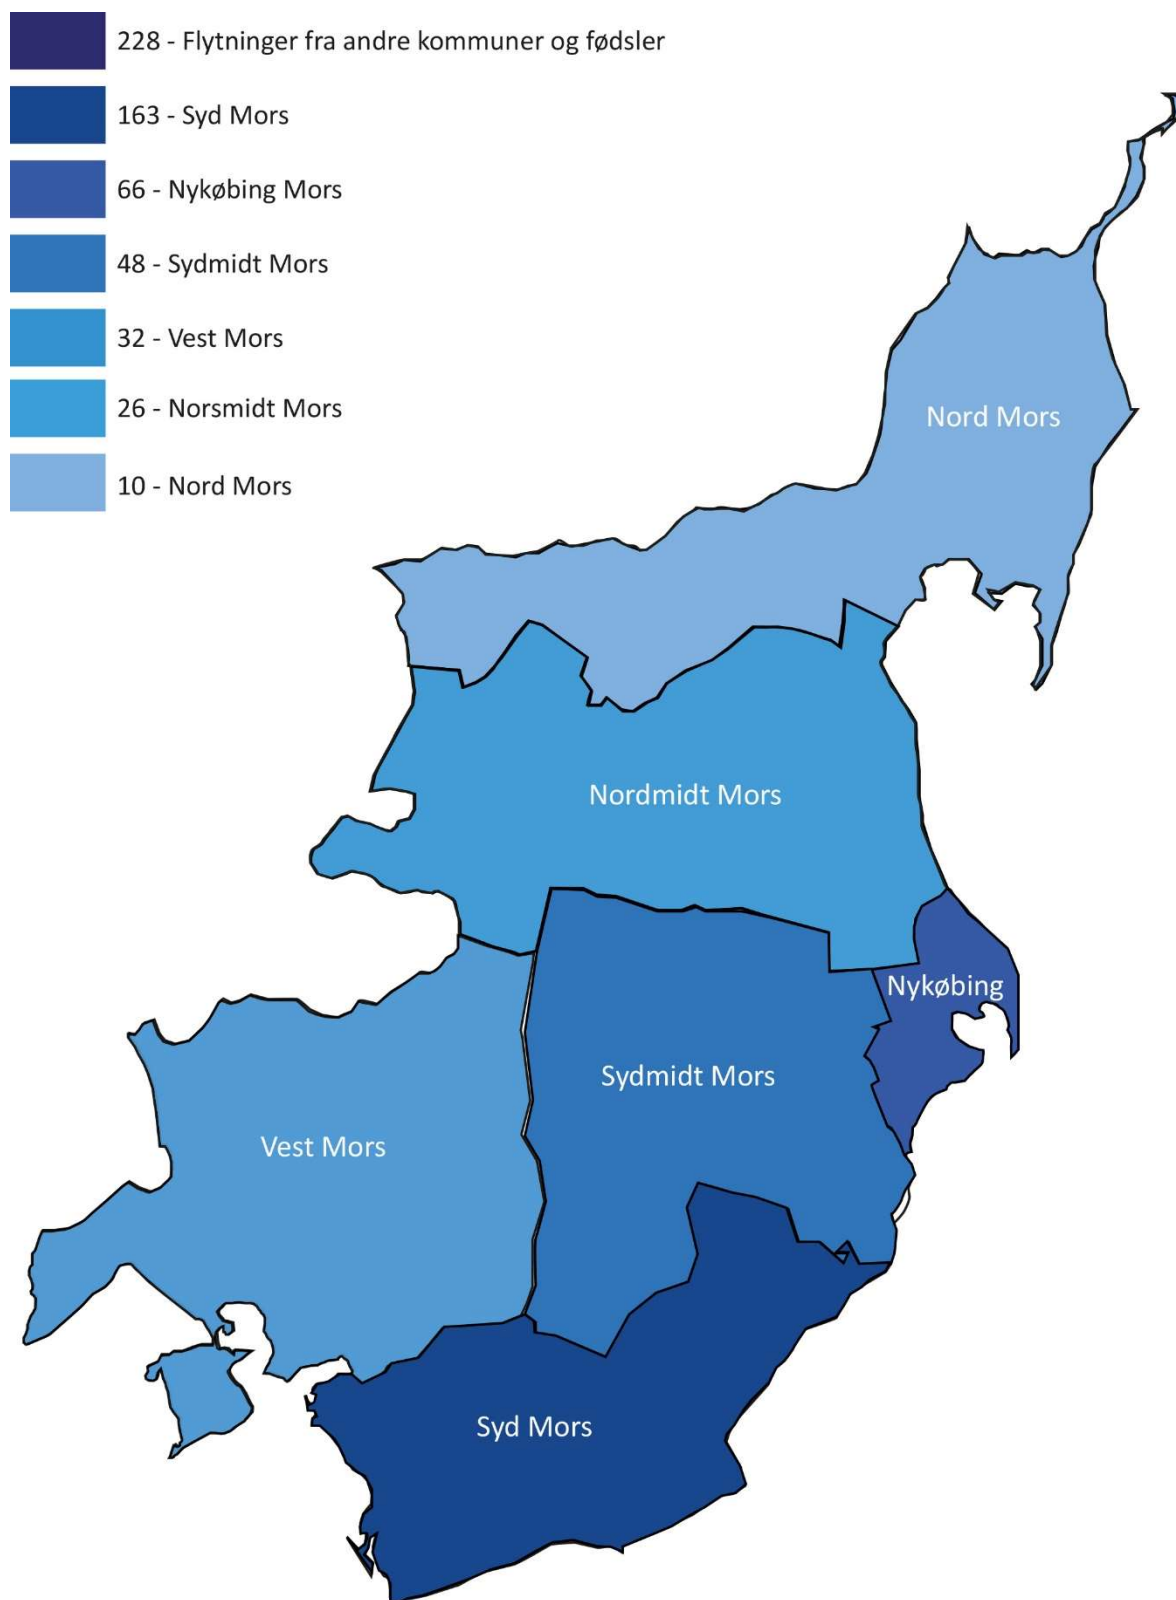 228 - Flytninger fra andre kommuner og fødsler
163 - Syd Mors
66 - Nykøbing Mors
48 - Sydmidt Mors
32 - Vest Mors
26 - Norsmidt Mors
10 - Nord Mors
Nord Mors
Nordmidt Mors
Nykøbing
Sydmidt Mors
Vest Mors
Syd Mors